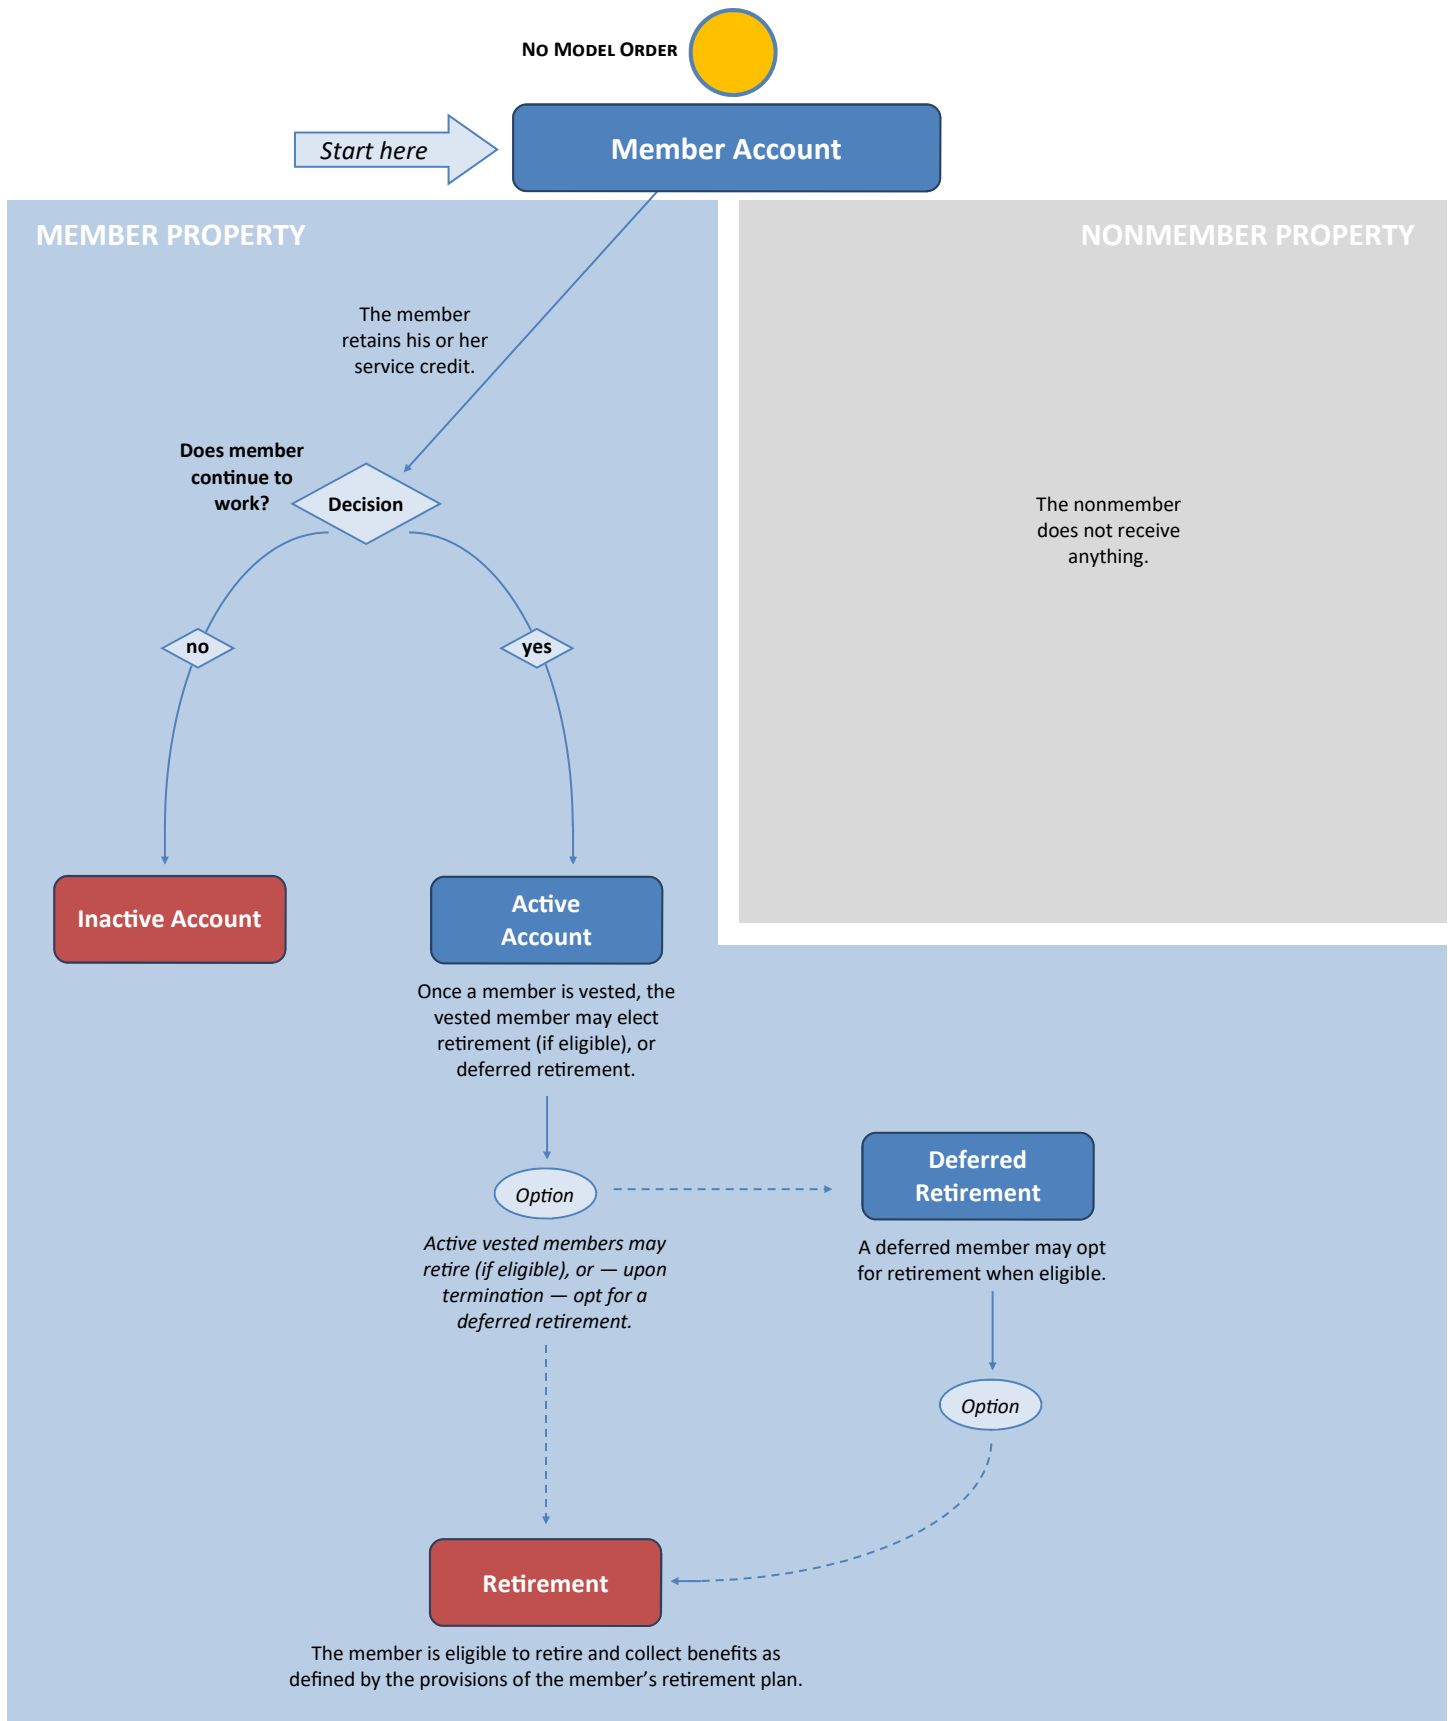 NO MODEL ORDER
Start here
Member Account
MEMBER PROPERTY
NONMEMBER PROPERTY
The member
retains his or her
service credit.
Does member
continue to
work?
Decision
The nonmember
does not receive
anything.
no
yes
Inactive Account
Active
Account
Once a member is vested, the
vested member may elect
retirement (if eligible), or
deferred retirement.
Option
Deferred
Retirement
Active vested members may
retire (if eligible), or — upon
termination — opt for a
deferred retirement.
A deferred member may opt
for retirement when eligible.
Option
Retirement
The member is eligible to retire and collect benefits as
defined by the provisions of the member’s retirement plan.